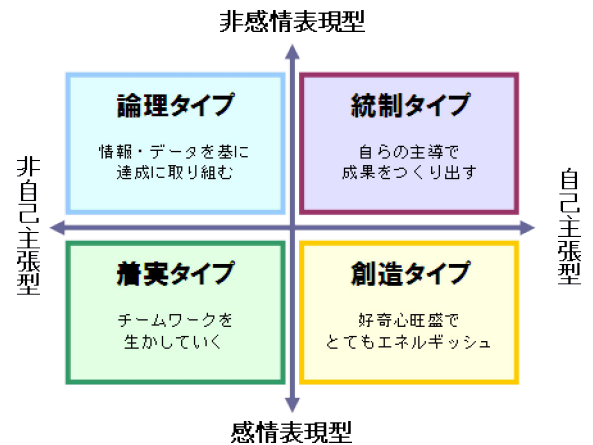 非感情表現型
論理タイプ
情報・データを基に
達成に取り組む
統制タイプ
自らの主導で
成果をつくり出す
非自己主張型
自己主張型
着実タイプ
チームワークを
生かしていく
創造タイプ
好奇心旺盛で
とてもエネルギッシュ
感情表現型